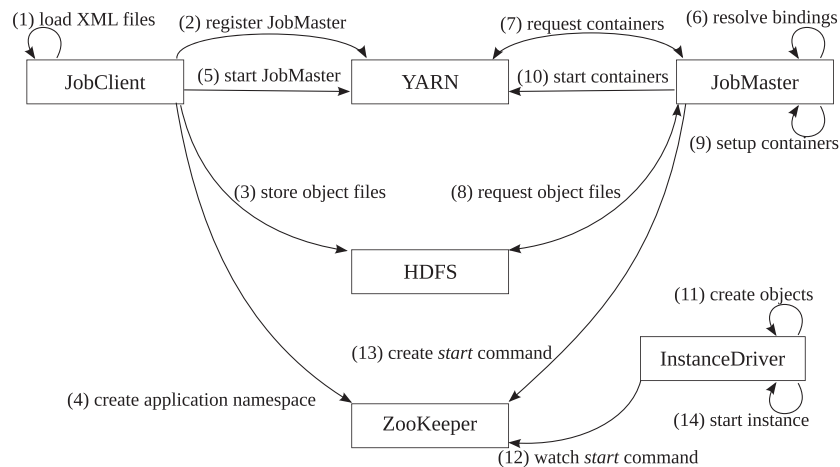 (1) load XML files
(2) register JobMaster
(7) request containers
(6) resolve bindings
JobClient
(5) start JobMaster
YARN
(10) start containers
JobMaster
(9) setup containers
(3) store object files
(8) request object files
HDFS
(11) create objects
(13) create start command
InstanceDriver
(4) create application namespace
ZooKeeper
(14) start instance
(12) watch start command